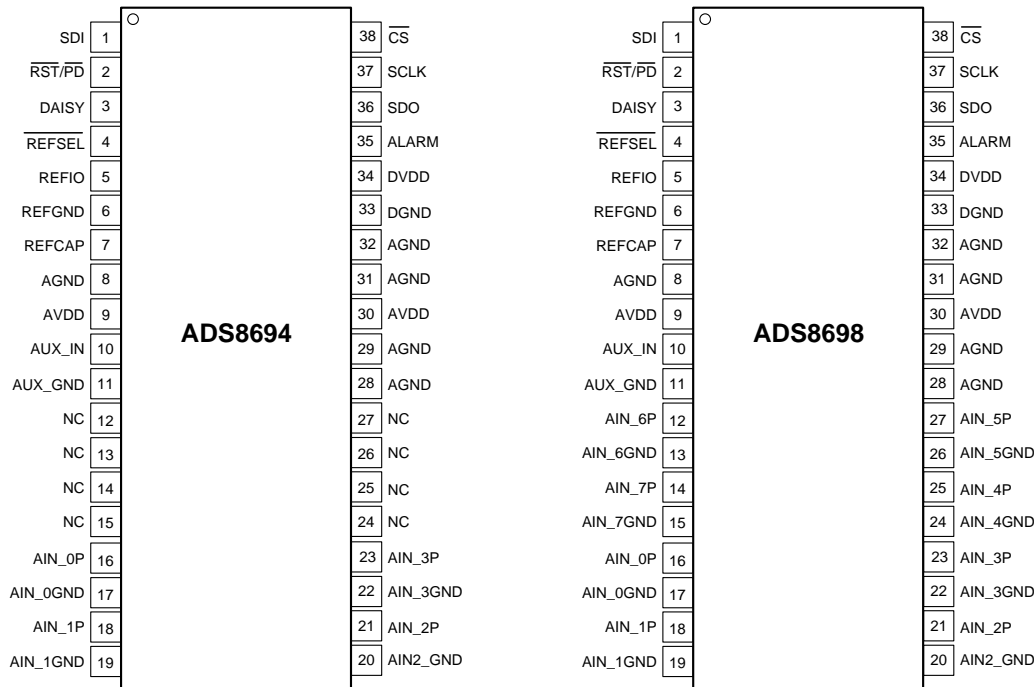 SDI 1 38 CS SDI 1 38 CS
RST/PD 2 37 SCLK RST/PD 2 37 SCLK
DAISY 3 36 SDO DAISY 3 36 SDO
REFSEL 4 35 ALARM REFSEL 4 35 ALARM
REFIO 5 34 DVDD REFIO 5 34 DVDD
REFGND 6 33 DGND REFGND 6 33 DGND
REFCAP 7 32 AGND REFCAP 7 32 AGND
AGND 8 31 AGND AGND 8 31 AGND
AVDD 9 30 AVDD AVDD 9 30 AVDD
ADS8694 ADS8698
AUX_IN 10 29 AGND AUX_IN 10 29 AGND
AUX_GND 11 28 AGND AUX_GND 11 28 AGND
NC 12 27 NC AIN_6P 12 27 AIN_5P
NC 13 26 NC AIN_6GND 13 26 AIN_5GND
NC 14 25 NC AIN_7P 14 25 AIN_4P
NC 15 24 NC AIN_7GND 15 24 AIN_4GND
AIN_0P 16 23 AIN_3P AIN_0P 16 23 AIN_3P
AIN_0GND 17 22 AIN_3GND AIN_0GND 17 22 AIN_3GND
AIN_1P 18 21 AIN_2P AIN_1P 18 21 AIN_2P
AIN_1GND 19 20 AIN2_GND AIN_1GND 19 20 AIN2_GND